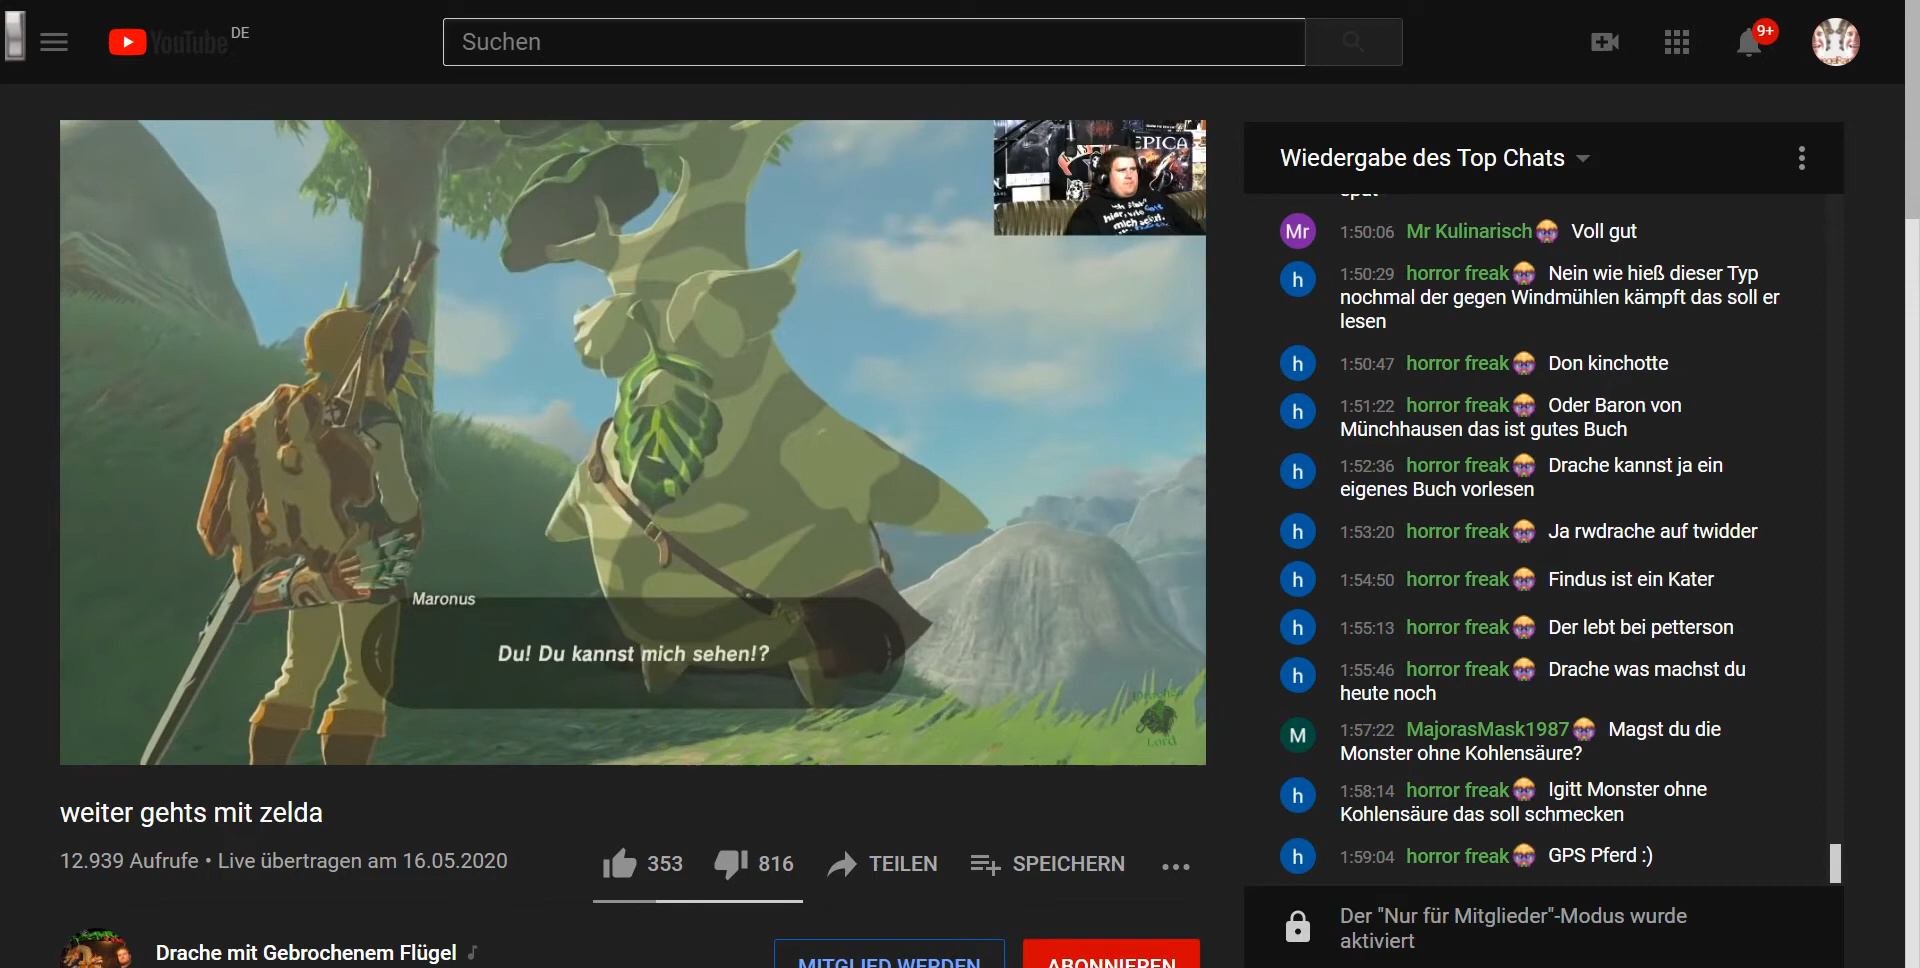 YouTube DE
Suchen
9+
EPICA
Maronus
Du! Du kannst mich sehen!?
Lord
weiter gehts mit zelda
12.939 Aufrufe • Live übertragen am 16.05.2020
353 816 TEILEN SPEICHERN
Drache mit Gebrochenem Flügel
MITGLIED WERDEN ABONNIEREN
Wiedergabe des Top Chats
spät
Mr 1:50:06 Mr Kulinarisch Voll gut
h 1:50:29 horror freak Nein wie hieß dieser Typ
nochmal der gegen Windmühlen kämpft das soll er
lesen
h 1:50:47 horror freak Don kinchotte
h 1:51:22 horror freak Oder Baron von
Münchhausen das ist gutes Buch
h 1:52:36 horror freak Drache kannst ja ein
eigenes Buch vorlesen
h 1:53:20 horror freak Ja rwdrache auf twidder
h 1:54:50 horror freak Findus ist ein Kater
h 1:55:13 horror freak Der lebt bei petterson
h 1:55:46 horror freak Drache was machst du
heute noch
M 1:57:22 MajorasMask1987 Magst du die
Monster ohne Kohlensäure?
h 1:58:14 horror freak Igitt Monster ohne
Kohlensäure das soll schmecken
h 1:59:04 horror freak GPS Pferd :)
Der "Nur für Mitglieder"-Modus wurde
aktiviert